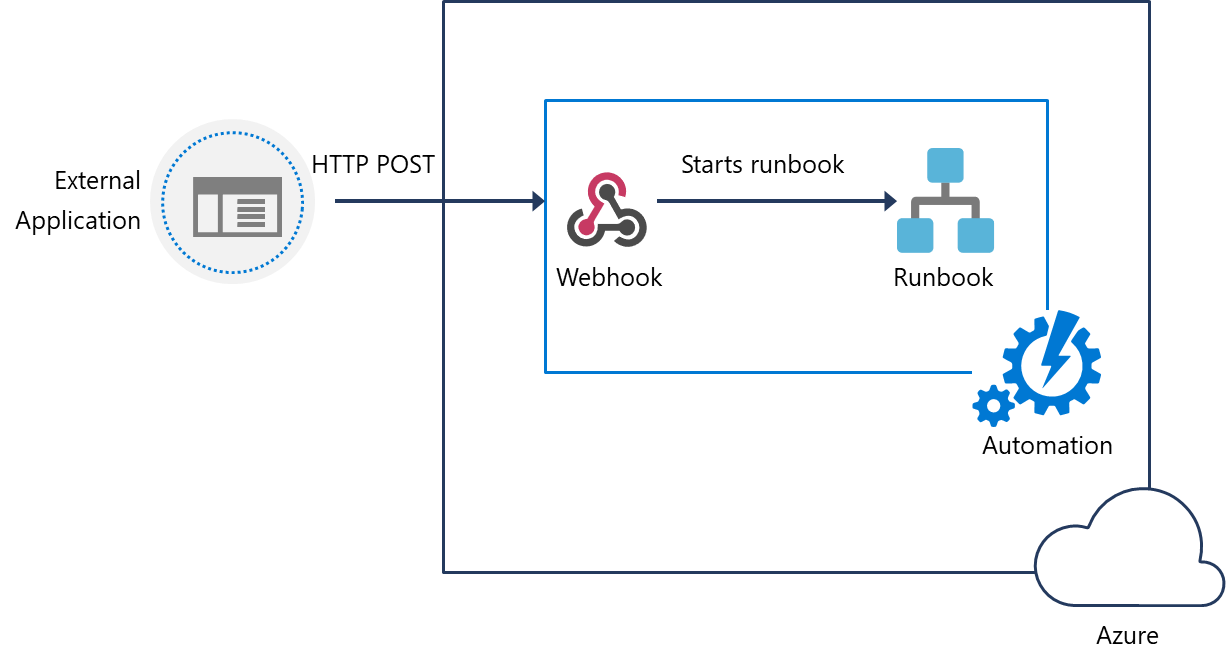 External
Application
HTTP POST
Starts runbook
Webhook
Runbook
Automation
Azure